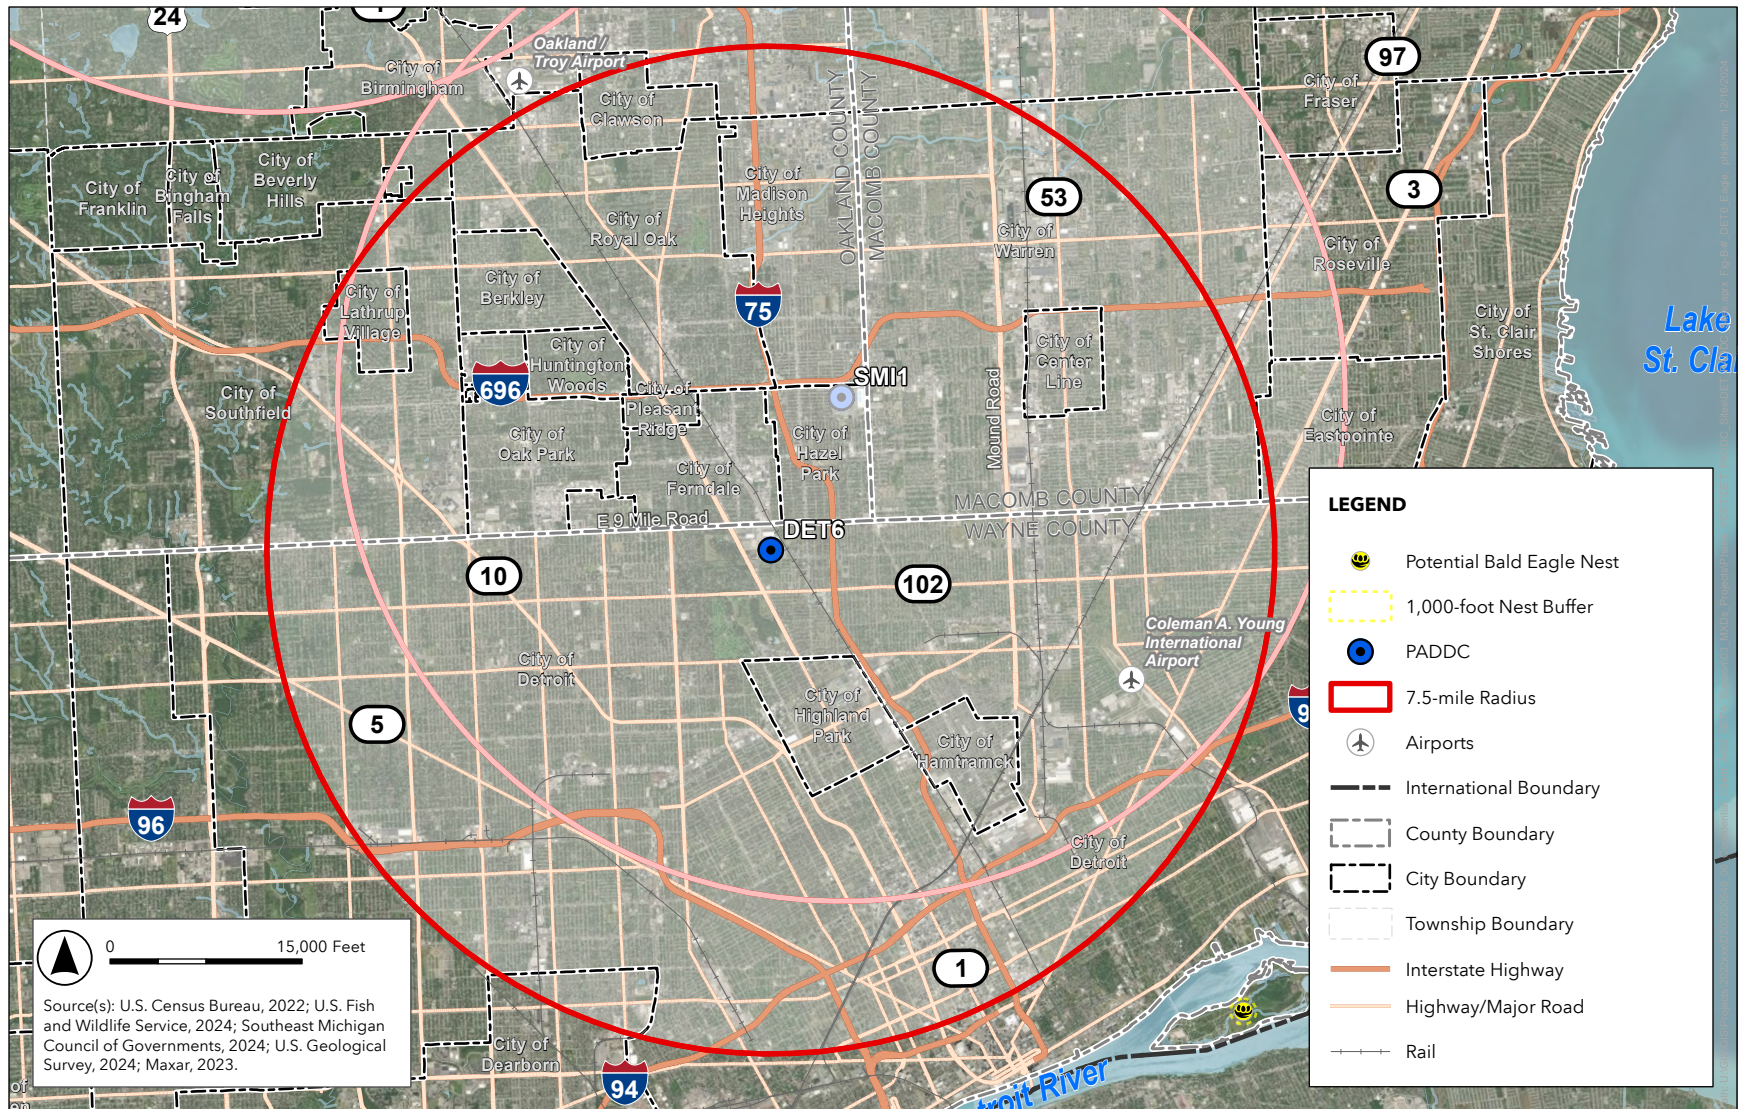 24
1
Oakland /
Troy Airport
City of
Birmingham
City of
Clawson
OAKLAND COUNTY
MACOMB COUNTY
97
City of
Fraser
City of
Franklin
City of
Bingham
Falls
City of
Beverly
Hills
City of
Madison
Heights
53
3
City of
Royal Oak
City of
Warren
City of
Roseville
City of
Berkley
City of
Lathrup
Village
75
City of
St. Clair
Shores
Lake
St. Clai
City of
Huntington
Woods
City of
Center
Line
696
SMI1
City of
Southfield
City of
Pleasant
Ridge
Mound Road
City of
Oak Park
City of
Hazel
Park
City of
Eastpointe
City of
Ferndale
E 9 Mile Road
MACOMB COUNTY
WAYNE COUNTY
DET6
10
102
Coleman A. Young
International
Airport
City of
Detroit
5
City of
Highland
Park
City of
Hamtramck
9
96
City of
Detroit
1
City of
Dearborn
94
troit River
of
LEGEND
Potential Bald Eagle Nest
1,000-foot Nest Buffer
PADDC
7.5-mile Radius
Airports
International Boundary
County Boundary
City Boundary
Township Boundary
Interstate Highway
Highway/Major Road
Rail
0 15,000 Feet
Source(s): U.S. Census Bureau, 2022; U.S. Fish
and Wildlife Service, 2024; Southeast Michigan
Council of Governments, 2024; U.S. Geological
Survey, 2024; Maxar, 2023.